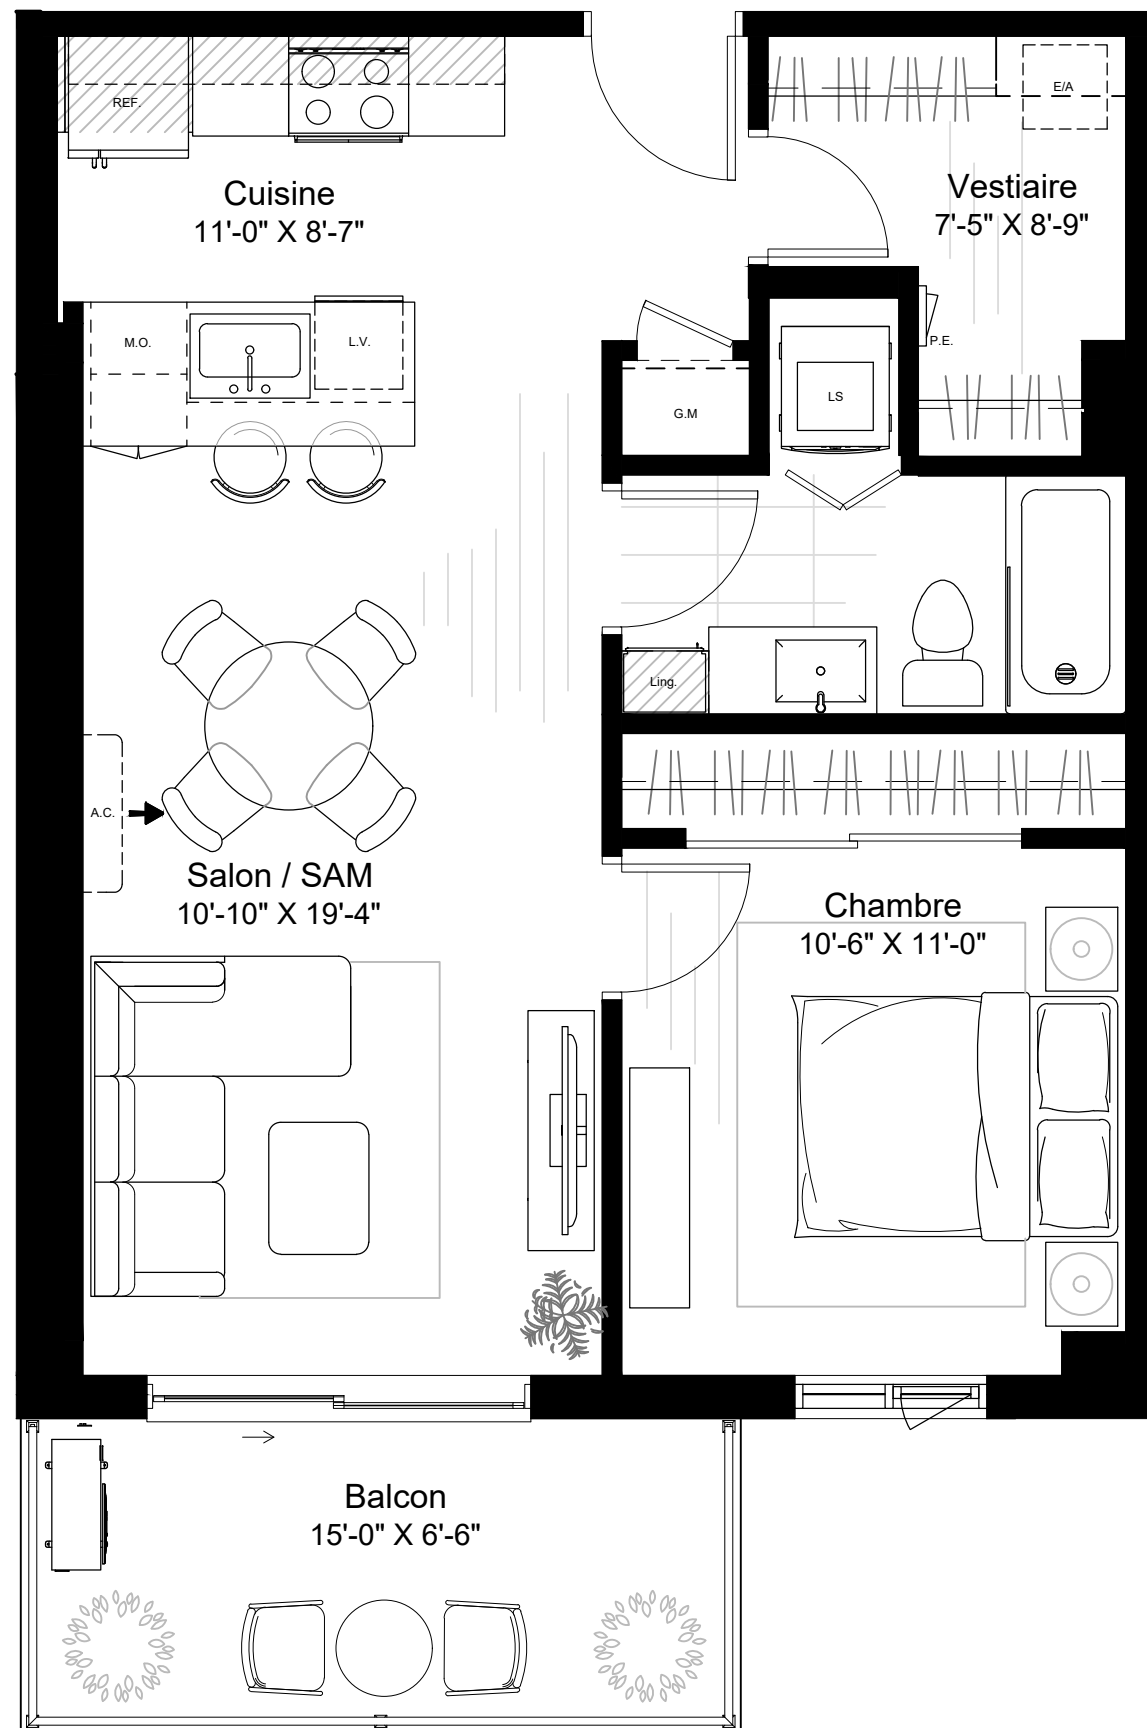 REF.
E/A
Cuisine
11'-0" X 8'-7"
Vestiaire
7'-5" X 8'-9"
M.O.
L.V.
P.E.
LS
G.M
Ling.
A.C.
Salon / SAM
10'-10" X 19'-4"
Chambre
10'-6" X 11'-0"
Balcon
15'-0" X 6'-6"